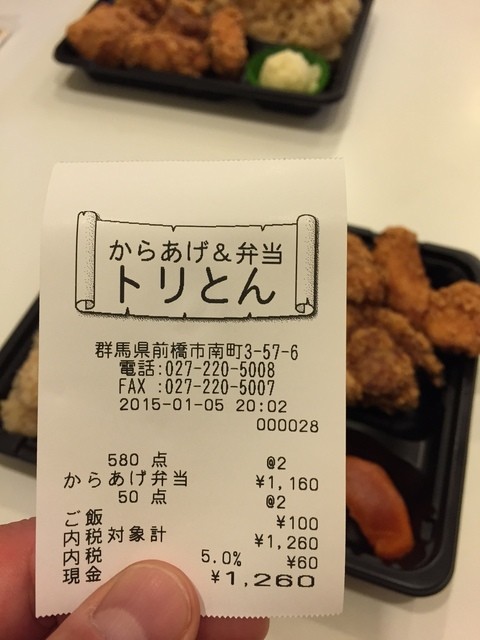 からあげ&弁当
トリとん
群馬県前橋市南町3-57-6
電話:027-220-5008
FAX :027-220-5007
2015-01-05 20:02
000028
580 点 @2
からあげ弁当 ¥1,160
50 点 @2
ご飯 ¥100
内税対象計 ¥1,260
内税 5.0% ¥60
現金 ¥1,260